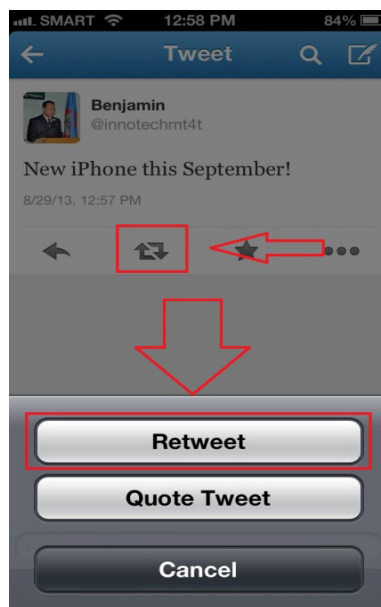 SMART 12:58 PM 84%
Tweet
Benjamin
@innotechmt4t
New iPhone this September!
8/29/13, 12:57 PM
Retweet
Quote Tweet
Cancel